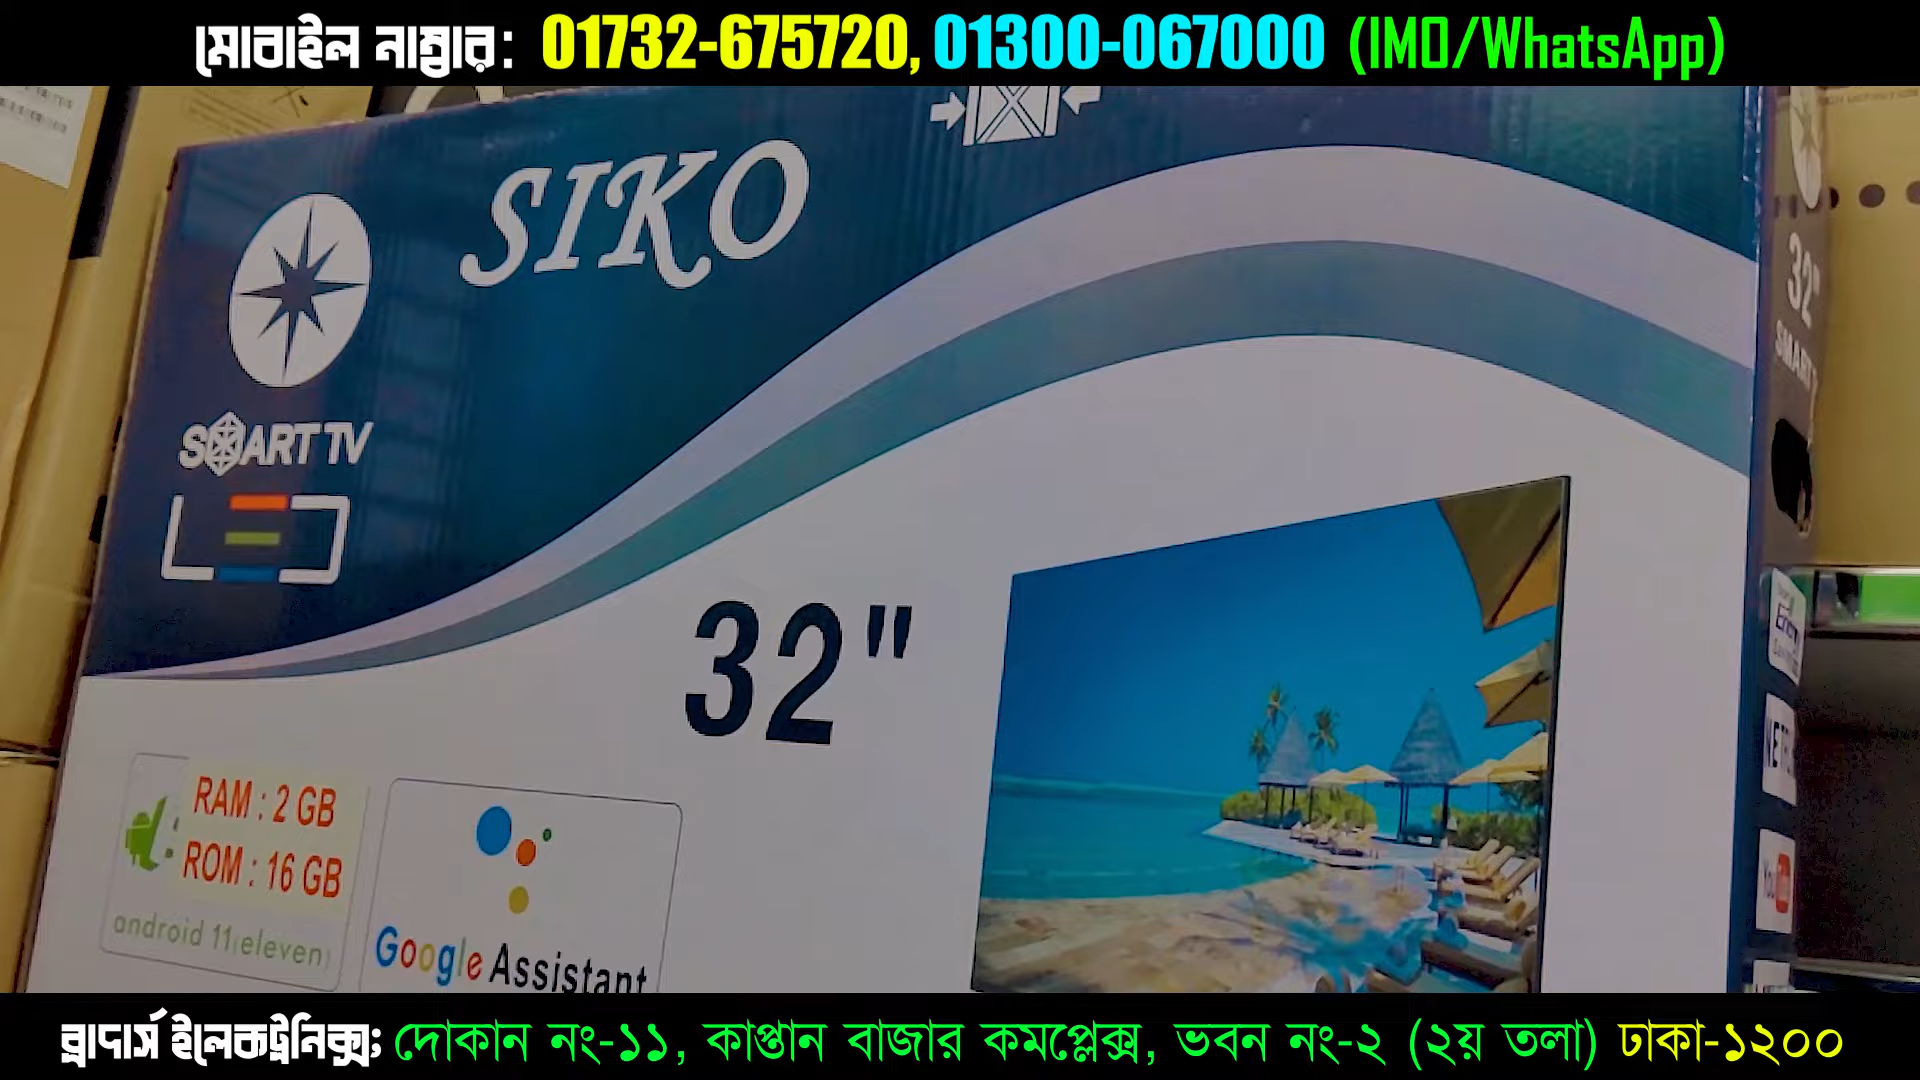 মোবাইল নাম্বার: 01732-675720, 01300-067000 (IMO/WhatsApp)
SIKO
SMART TV
LED
32"
RAM : 2 GB
ROM : 16 GB
android 11(eleven)
Google Assistant
32"
SMART
ব্রাদার্স ইলেকট্রনিক্স: দোকান নং-১১, কাপ্তান বাজার কমপ্লেক্স, ভবন নং-২ (২য় তলা) ঢাকা-১২০০